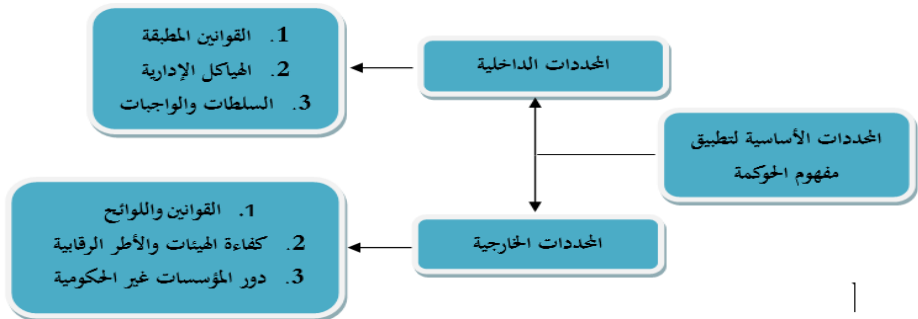 المحددات الأساسية لتطبيق
مفهوم الحوكمة
المحددات الداخلية
1. القوانين المطبقة
2. الهياكل الإدارية
3. السلطات والواجبات
المحددات الخارجية
1. القوانين واللوائح
2. كفاءة الهيئات والأطر الرقابية
3. دور المؤسسات غير الحكومية